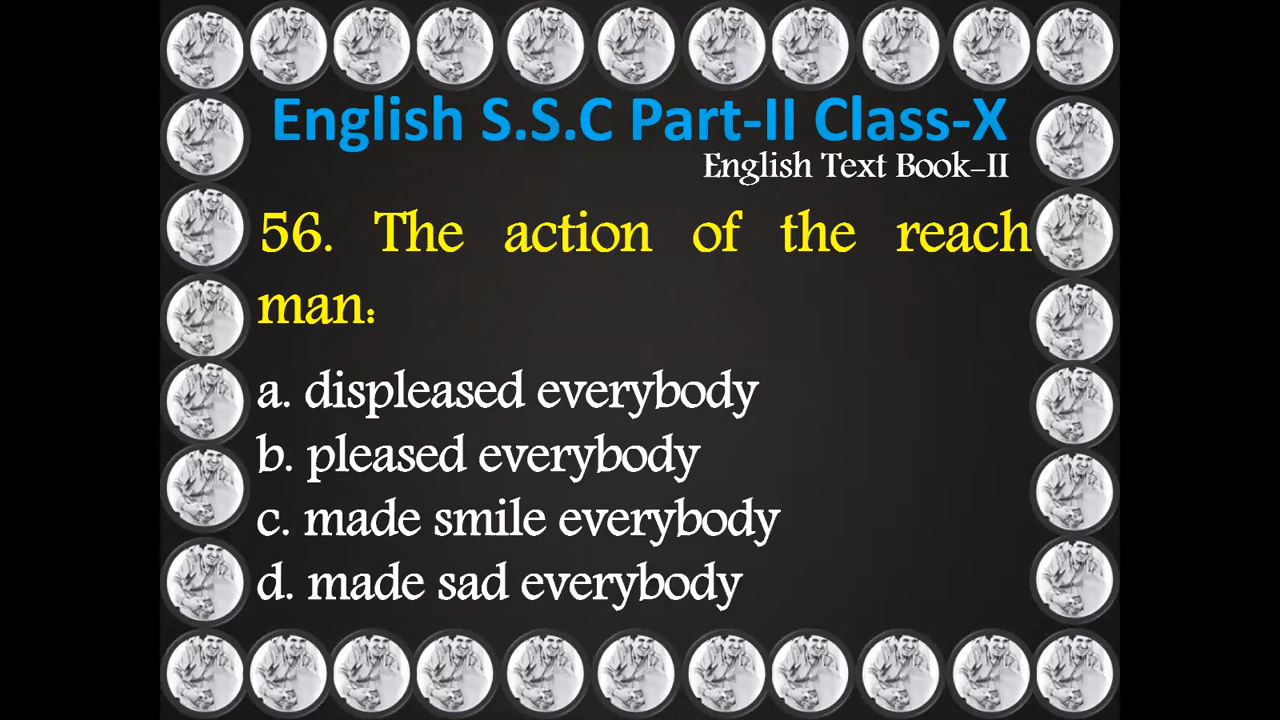 English S.S.C Part-II Class-X
English Text Book-II
56. The action of the reach
man:
a. displeased everybody
b. pleased everybody
c. made smile everybody
d. made sad everybody